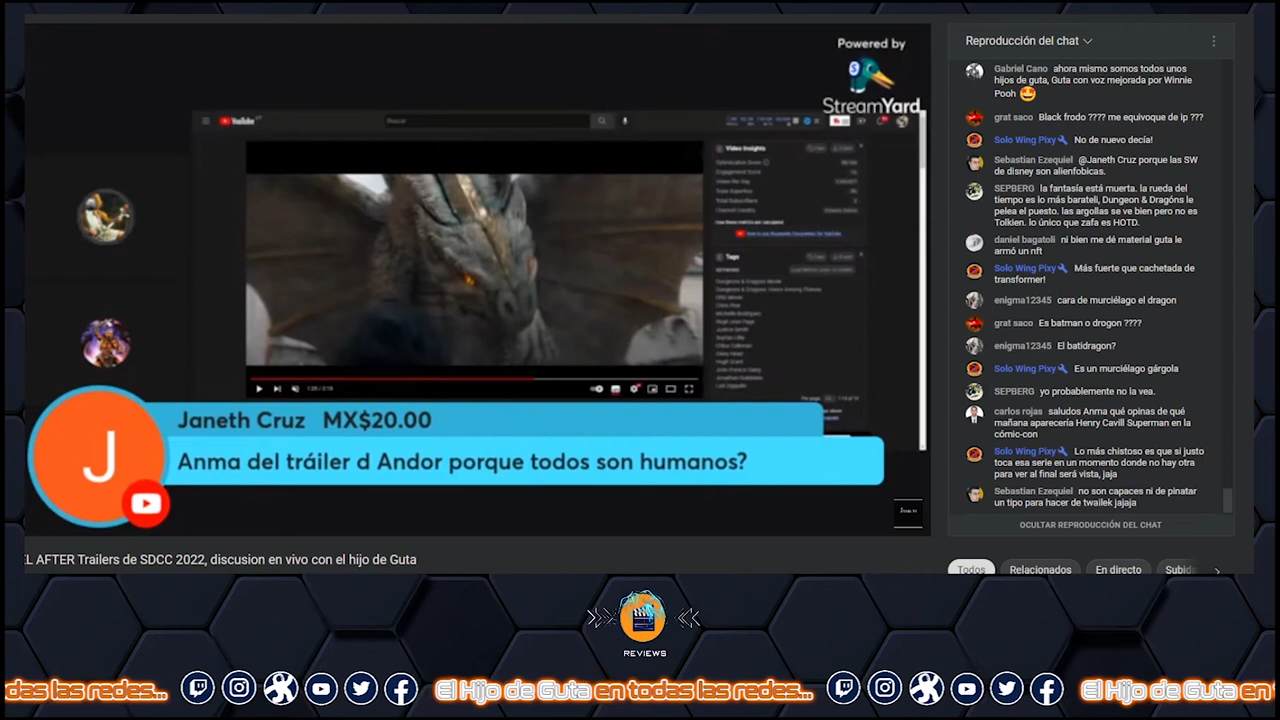 Powered by
StreamYard
YouTube
Buscar
Video Insights
Tags
Janeth Cruz MX$20.00
Anma del tráiler d Andor porque todos son humanos?
EL AFTER Trailers de SDCC 2022, discusion en vivo con el hijo de Guta
Reproducción del chat
Gabriel Cano ahora mismo somos todos unos
hijos de guta, Guta con voz mejorada por Winnie
Pooh
grat saco Black frodo ???? me equivoque de ip ???
Solo Wing Pixy No de nuevo decía!
Sebastian Ezequiel @Janeth Cruz porque las SW
de disney son alienfobicas.
SEPBERG la fantasía está muerta. la rueda del
tiempo es lo más barateli, Dungeon & Dragóns le
pelea el puesto. las argollas se ve bien pero no es
Tolkien. lo único que zafa es HOTD.
daniel bagatoli ni bien me dé material guta le
armó un nft
Solo Wing Pixy Más fuerte que cachetada de
transformer!
enigma12345 cara de murciélago el dragon
grat saco Es batman o drogon ????
enigma12345 El batidragon?
Solo Wing Pixy Es un murciélago gárgola
SEPBERG yo probablemente no la vea.
carlos rojas saludos Anma qué opinas de qué
mañana aparecería Henry Cavill Superman en la
cómic-con
Solo Wing Pixy Lo más chistoso es que si justo
toca esa serie en un momento donde no hay otra
para ver al final será vista, jaja
Sebastian Ezequiel no son capaces ni de pinatar
un tipo para hacer de twailek jajaja
OCULTAR REPRODUCCIÓN DEL CHAT
Todos Relacionados En directo Subid
REVIEWS
das las redes... El Hijo de Guta en todas las redes... El Hijo de Guta en